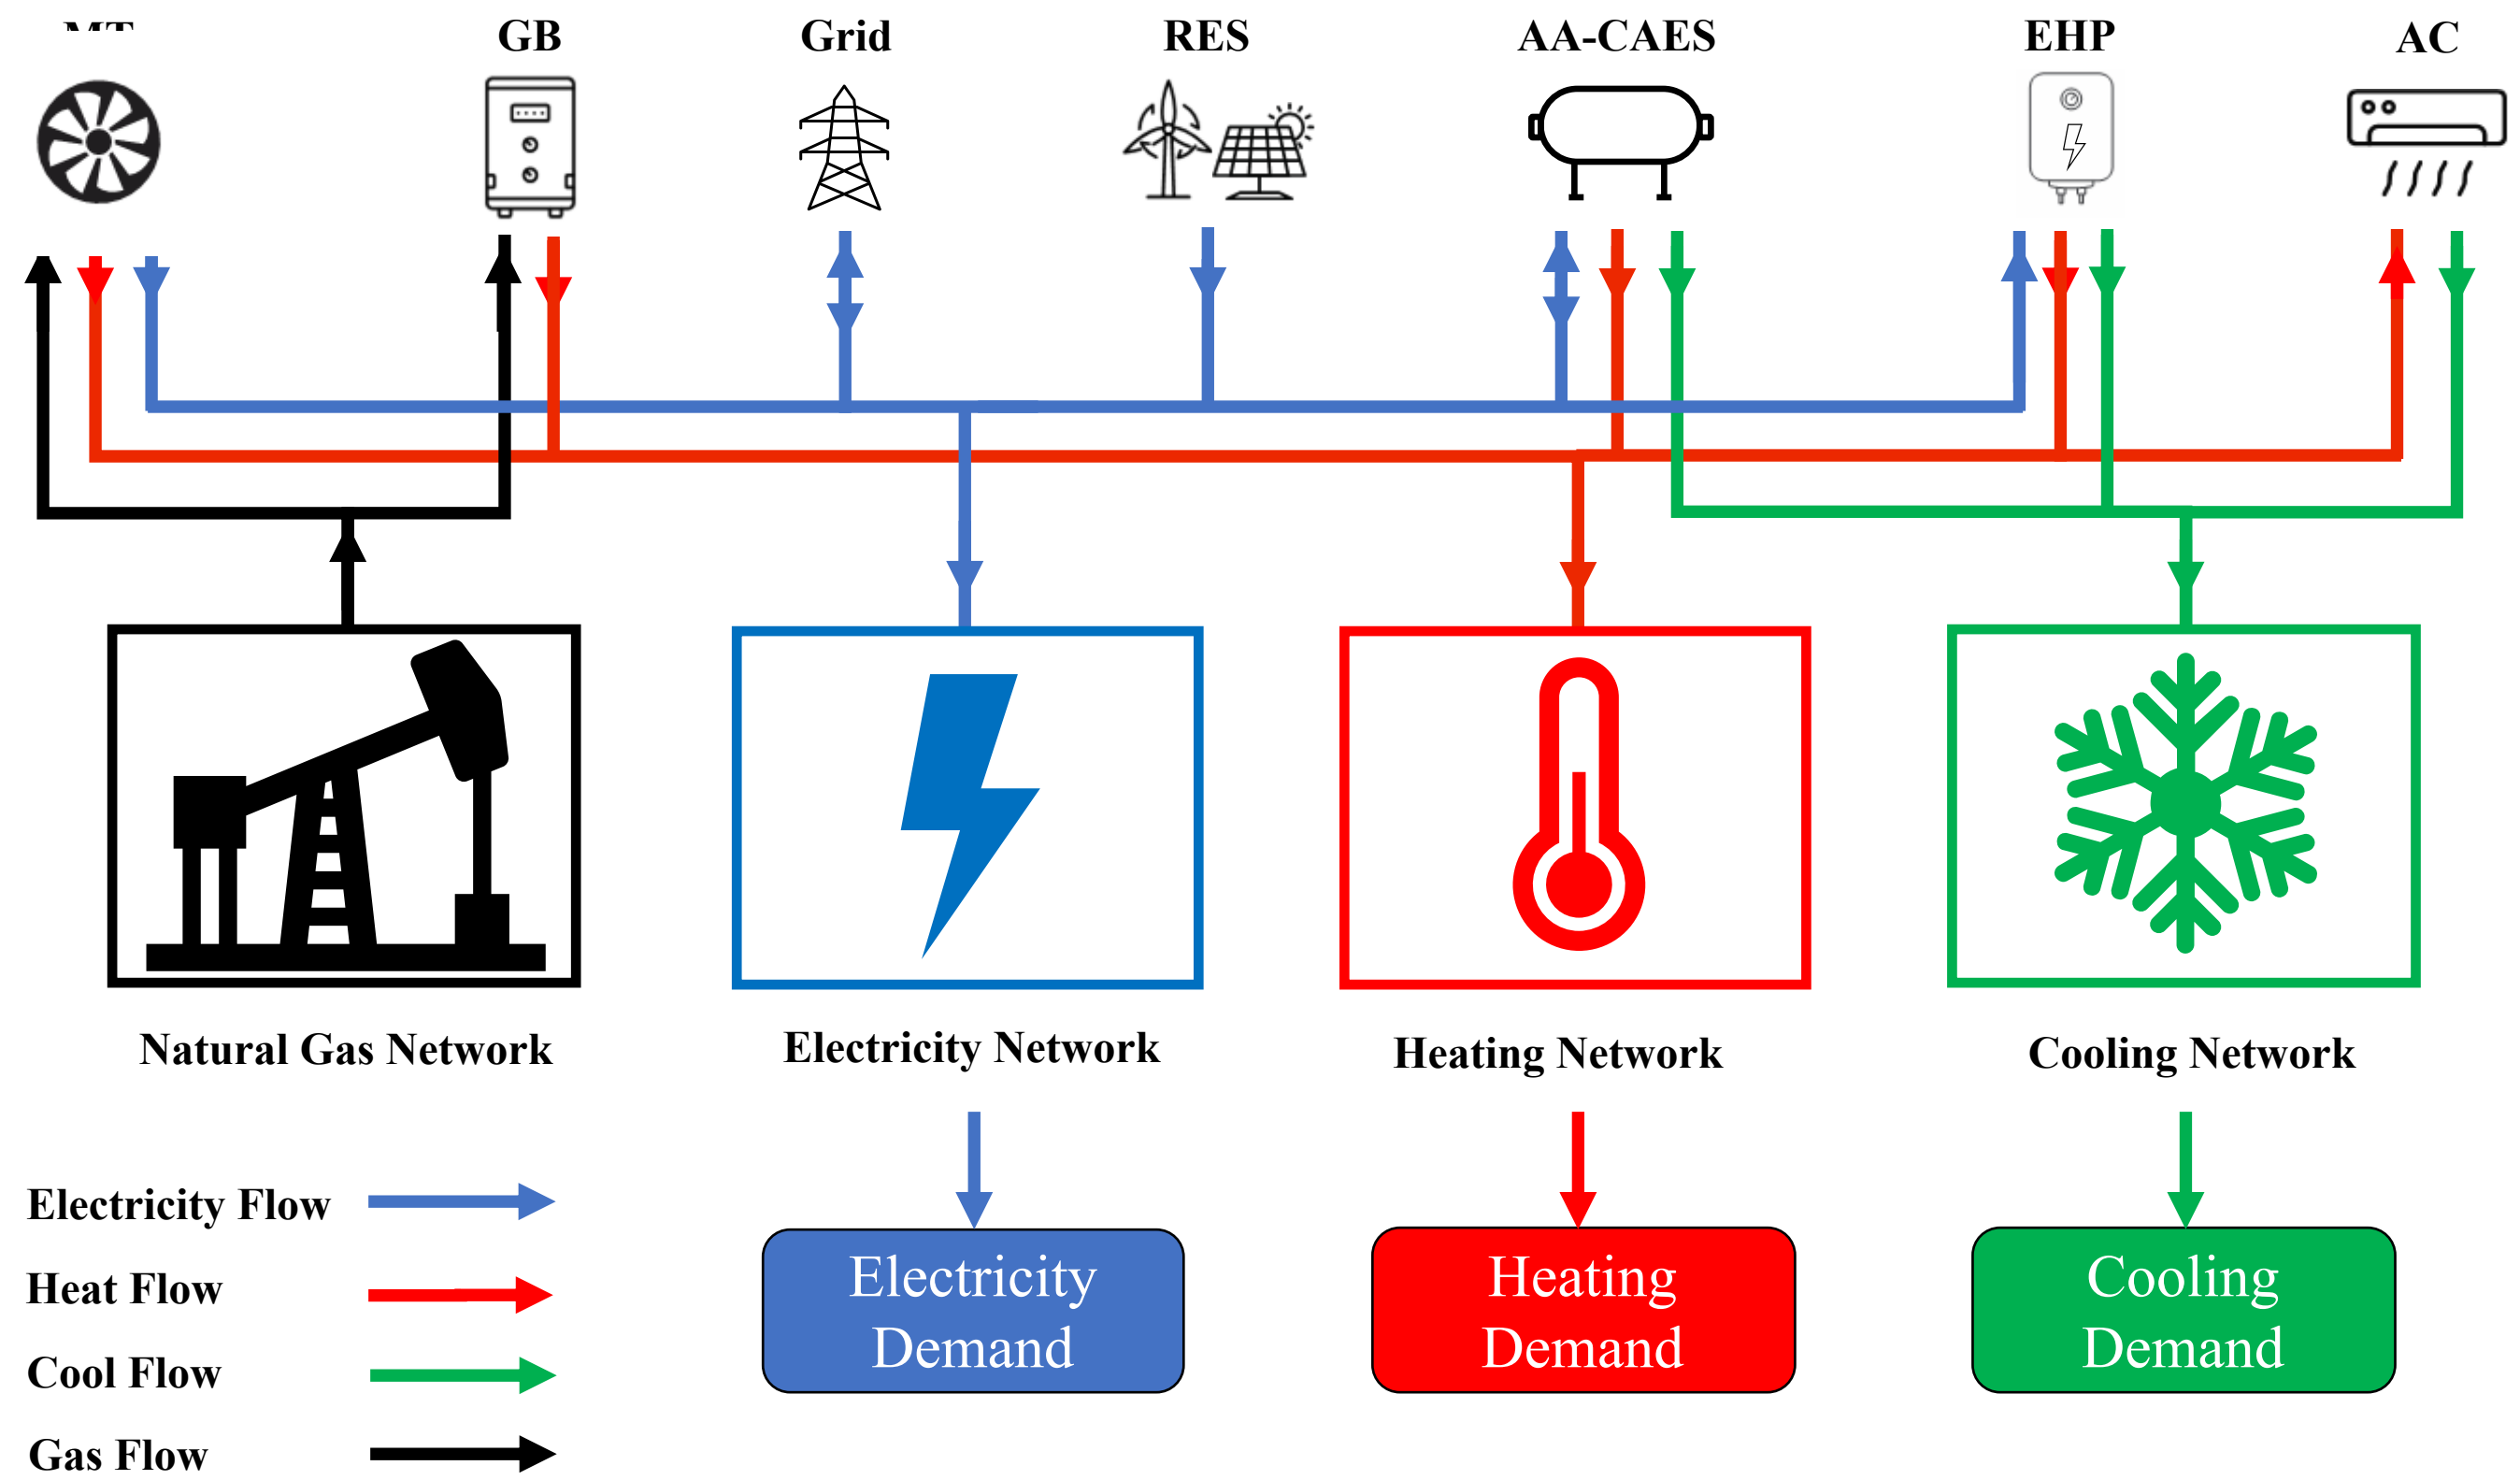 GB
Grid
RES
AA-CAES
EHP
AC
Natural Gas Network
Electricity Network
Heating Network
Cooling Network
Electricity Flow
Heat Flow
Cool Flow
Gas Flow
Electricity
Demand
Heating
Demand
Cooling
Demand